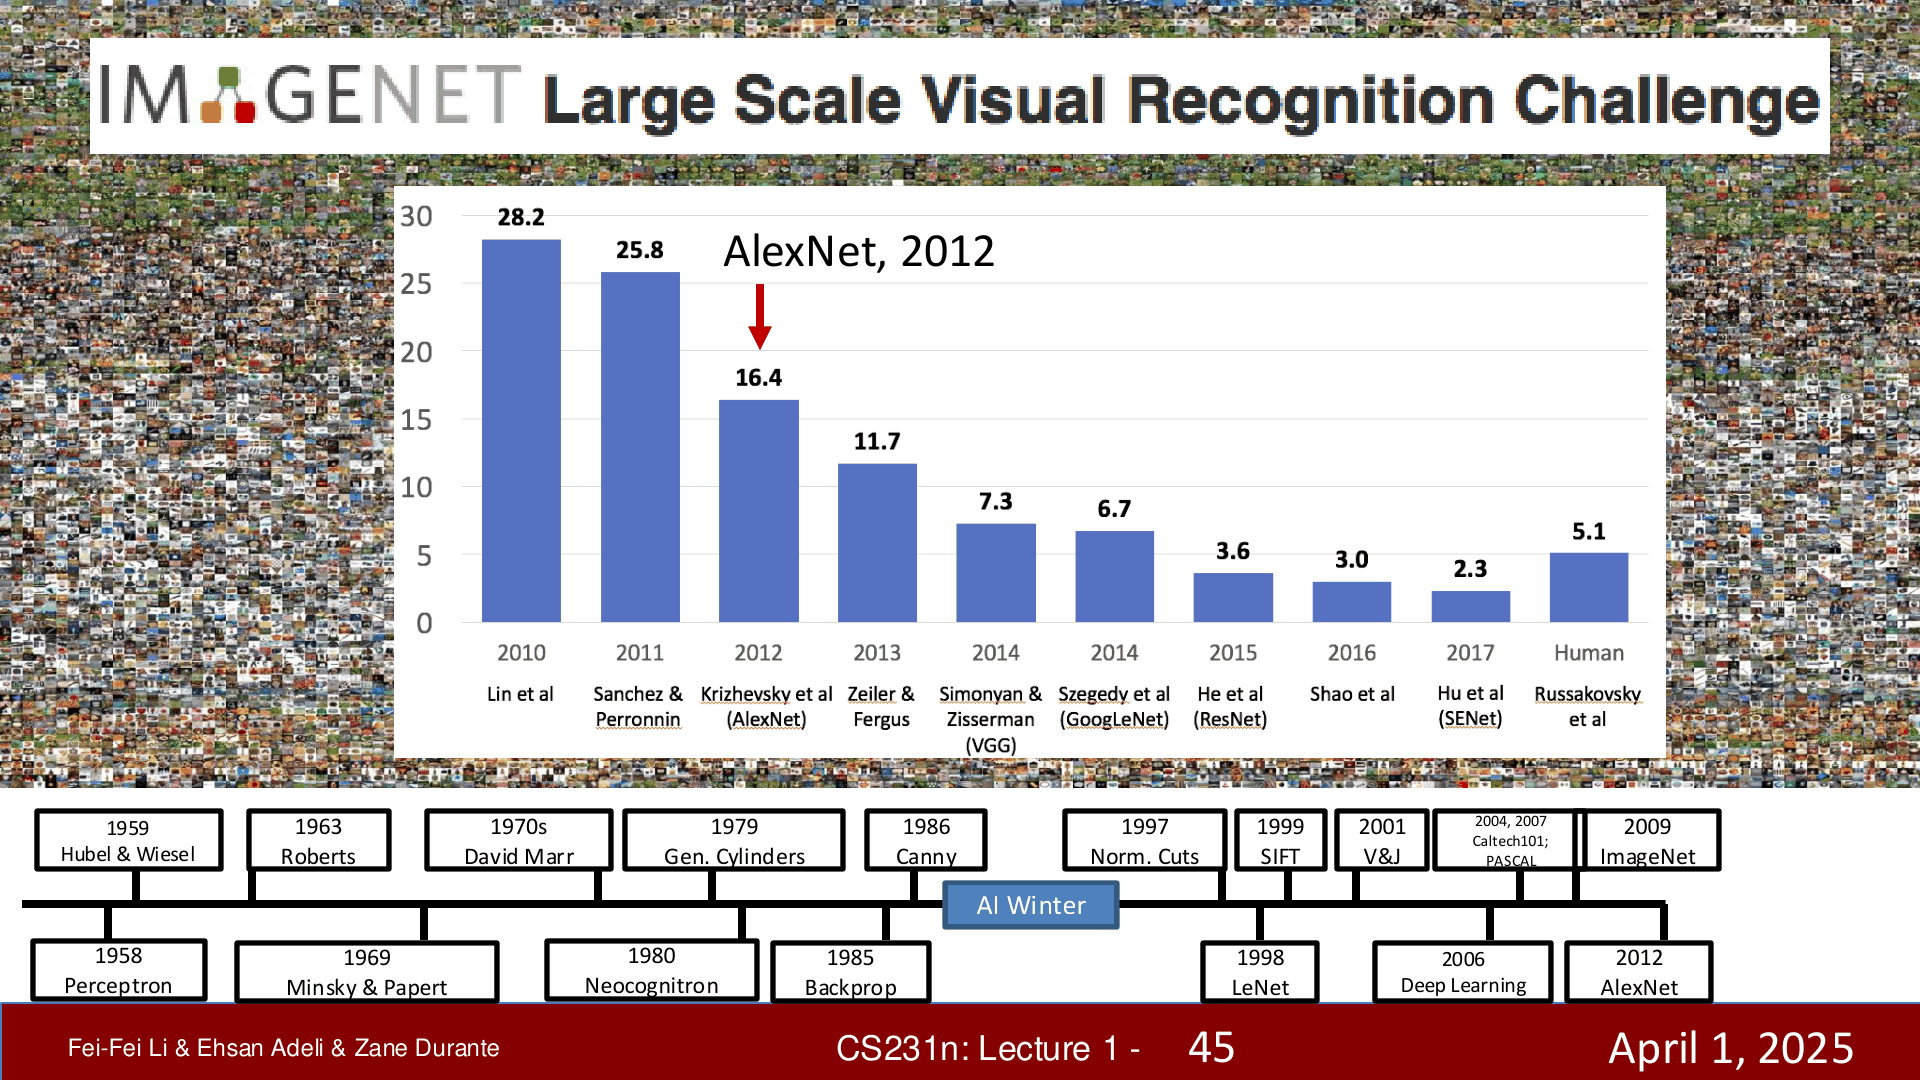 IMAGENET Large Scale Visual Recognition Challenge
30
25
20
15
10
5
0
28.2
25.8
AlexNet, 2012
16.4
11.7
7.3
6.7
3.6
3.0
2.3
5.1
2010
2011
2012
2013
2014
2014
2015
2016
2017
Human
Lin et al
Sanchez &
Perronnin
Krizhevsky et al
(AlexNet)
Zeiler &
Fergus
Simonyan &
Zisserman
(VGG)
Szegedy et al
(GoogLeNet)
He et al
(ResNet)
Shao et al
Hu et al
(SENet)
Russakovsky
et al
1959
Hubel & Wiesel
1963
Roberts
1970s
David Marr
1979
Gen. Cylinders
1986
Canny
1997
Norm. Cuts
1999
SIFT
2001
V&J
2004, 2007
Caltech101;
PASCAL
2009
ImageNet
AI Winter
1958
Perceptron
1969
Minsky & Papert
1980
Neocognitron
1985
Backprop
1998
LeNet
2006
Deep Learning
2012
AlexNet
Fei-Fei Li & Ehsan Adeli & Zane Durante
CS231n: Lecture 1 - 45
April 1, 2025